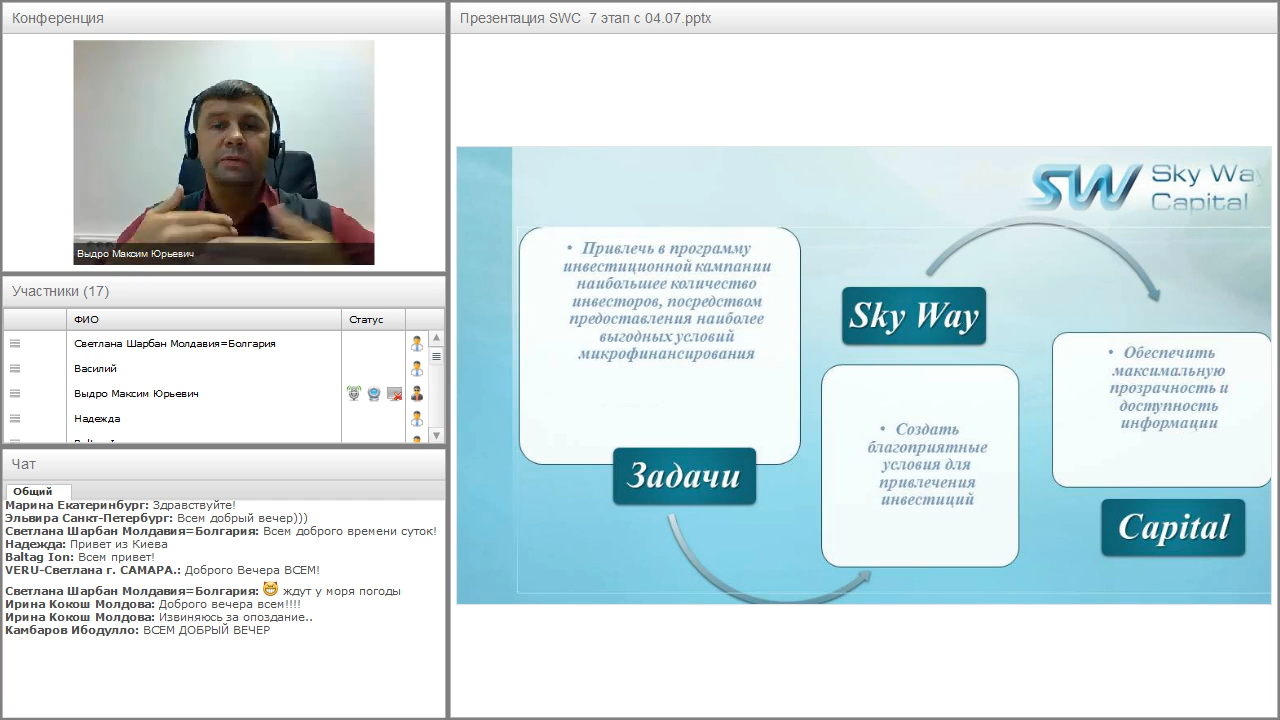 Конференция
Выдро Максим Юрьевич
Участники (17)
ФИО
Статус
Светлана Шарбан Молдавия=Болгария
Василий
Выдро Максим Юрьевич
Надежда
Чат
Общий
Марина Екатеринбург: Здравствуйте!
Эльвира Санкт-Петербург: Всем добрый вечер)))
Светлана Шарбан Молдавия=Болгария: Всем доброго времени суток!
Надежда: Привет из Киева
Baltag Ion: Всем привет!
VERU-Светлана г. САМАРА.: Доброго Вечера ВСЕМ!
Светлана Шарбан Молдавия=Болгария: ждут у моря погоды
Ирина Кокош Молдова: Доброго вечера всем!!!!
Ирина Кокош Молдова: Извиняюсь за опоздание..
Камбаров Ибодулло: ВСЕМ ДОБРЫЙ ВЕЧЕР
Презентация SWC 7 этап с 04.07.pptx
SW Sky Way
Capital
• Привлечь в программу
инвестиционной кампании
наибольшее количество
инвесторов, посредством
предоставления наиболее
выгодных условий
микрофинансирования
Задачи
Sky Way
• Создать
благоприятные
условия для
привлечения
инвестиций
• Обеспечить
максимальную
прозрачность и
доступность
информации
Capital